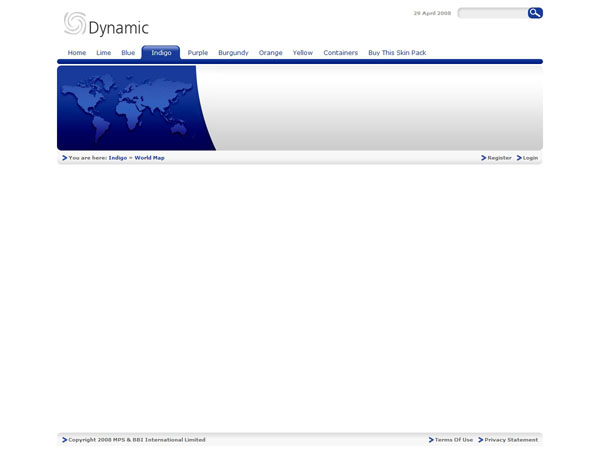 Dynamic
29 April 2008
Home Lime Blue Indigo Purple Burgundy Orange Yellow Containers Buy This Skin Pack
You are here: Indigo » World Map
Register Login
Copyright 2008 MPS & BBI International Limited
Terms Of Use Privacy Statement